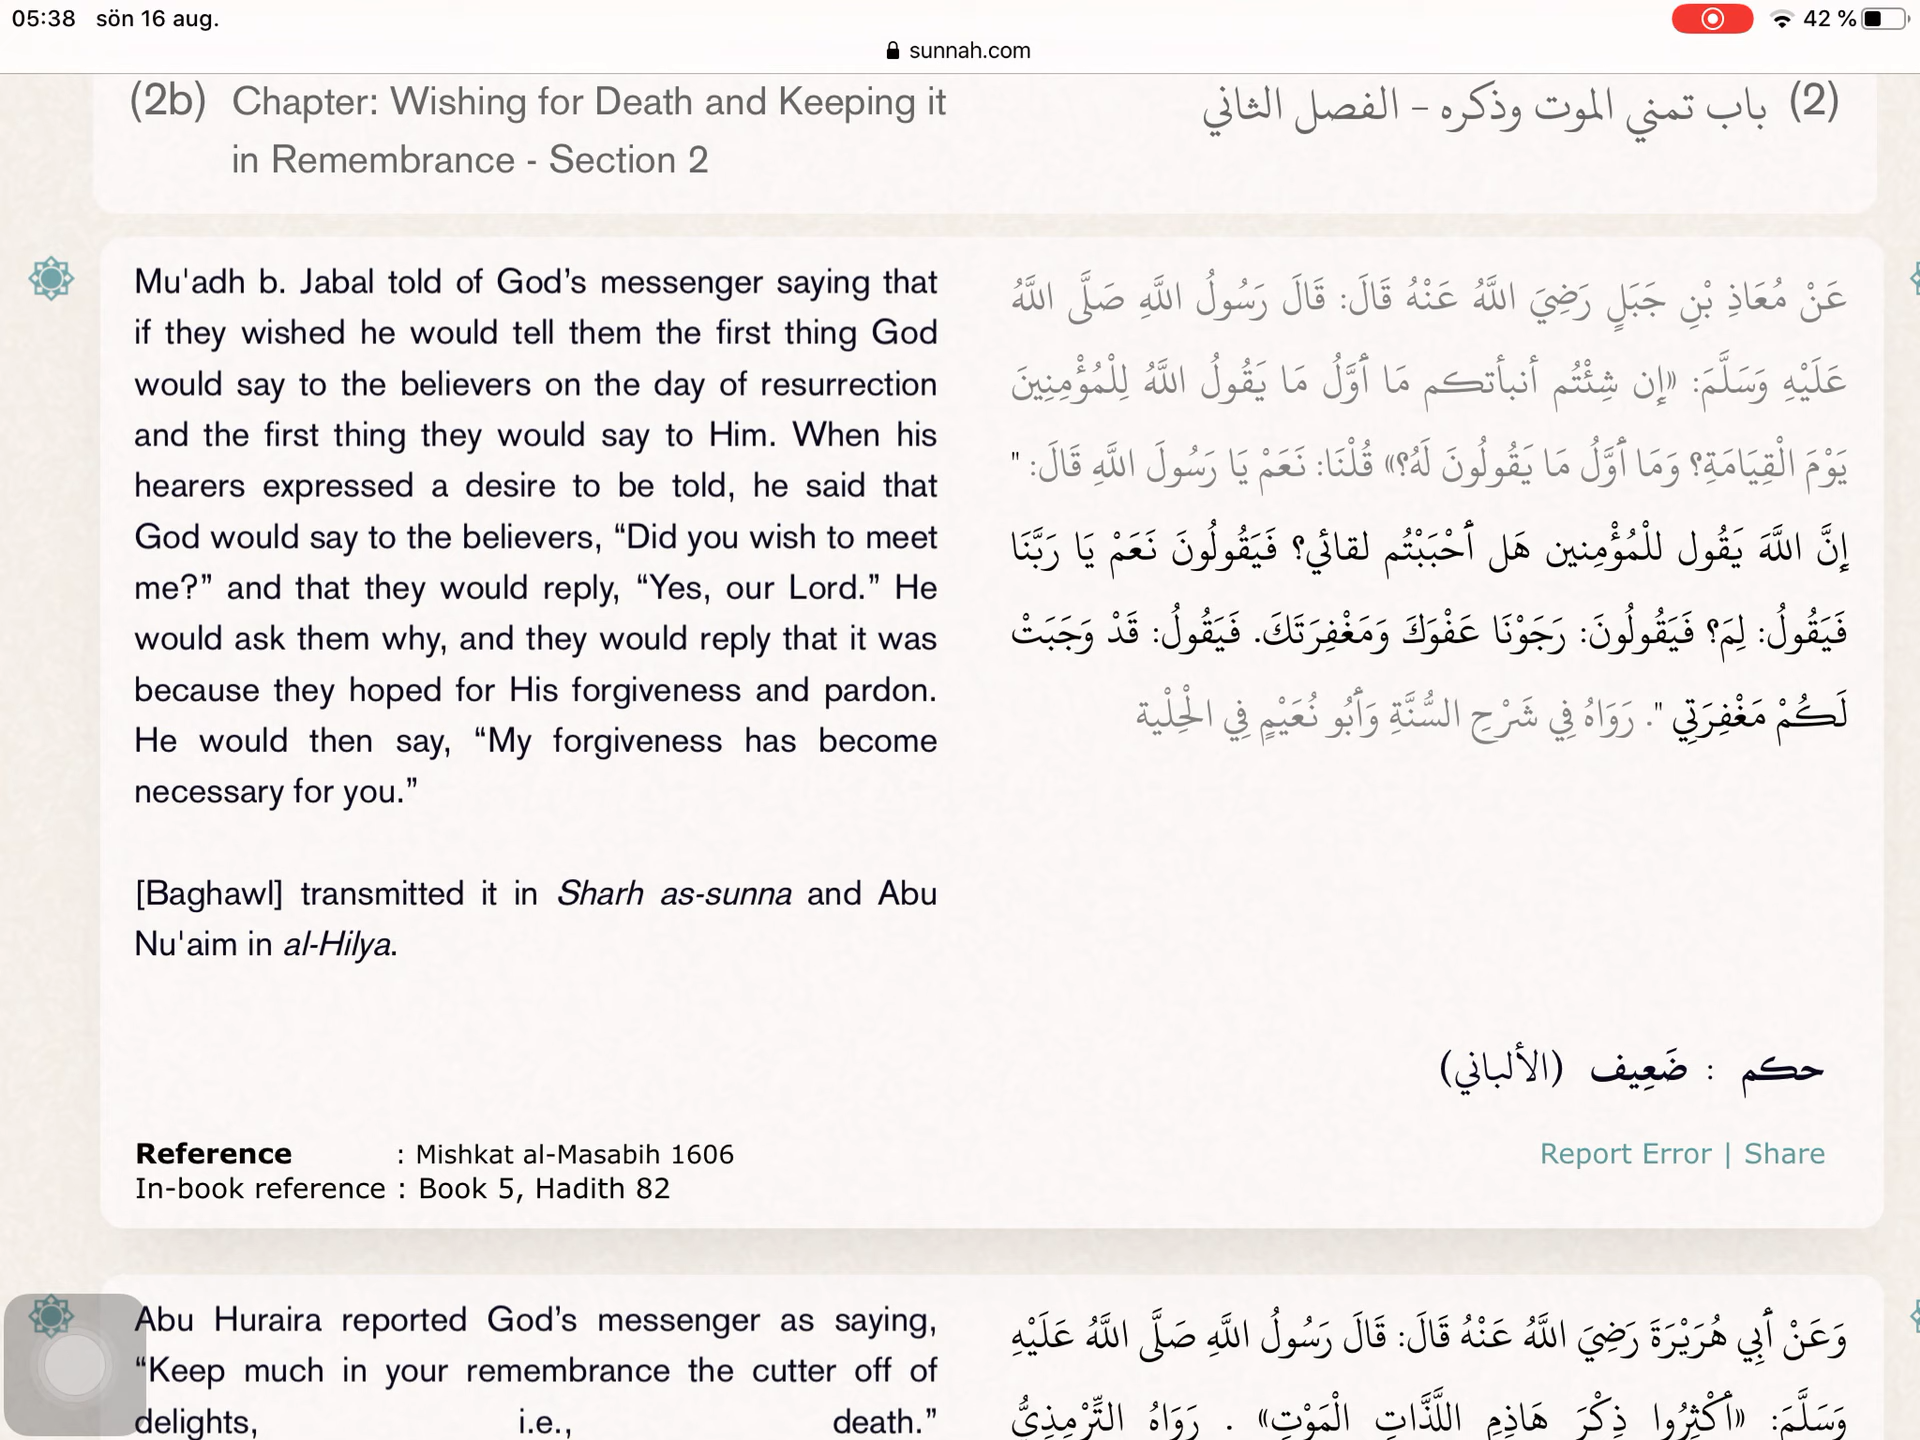 05:38 sön 16 aug.
42 %
sunnah.com
(2b) Chapter: Wishing for Death and Keeping it
in Remembrance - Section 2
(2) باب تمني الموت وذكره - الفصل الثاني
Mu'adh b. Jabal told of God’s messenger saying that
if they wished he would tell them the first thing God
would say to the believers on the day of resurrection
and the first thing they would say to Him. When his
hearers expressed a desire to be told, he said that
God would say to the believers, “Did you wish to meet
me?” and that they would reply, “Yes, our Lord.” He
would ask them why, and they would reply that it was
because they hoped for His forgiveness and pardon.
He would then say, “My forgiveness has become
necessary for you.”
[Baghawl] transmitted it in Sharh as-sunna and Abu
Nu'aim in al-Hilya.
عَنْ مُعَاذِ بْنِ جَبَلٍ رَضِيَ اللَّهُ عَنْهُ قَالَ: قَالَ رَسُولُ اللَّهِ صَلَّى اللَّهُ
عَلَيْهِ وَسَلَّمَ: «إِن شِئْتُم أنبأتكم مَا أَوَّلُ مَا يَقُولُ اللَّهُ لِلْمُؤْمِنِينَ
يَوْمَ الْقِيَامَةِ؟ وَمَا أَوَّلُ مَا يَقُولُونَ لَهُ؟» قُلْنَا: نَعَمْ يَا رَسُولَ اللَّهِ قَالَ: "
إِنَّ اللَّهَ يَقُول للْمُؤْمِنين هَل أَحْبَبْتُم لقائي؟ فَيَقُولُونَ نَعَمْ يَا رَبَّنَا
فَيَقُولُ: لِمَ؟ فَيَقُولُونَ: رَجَوْنَا عَفْوَكَ وَمَغْفِرَتَكَ. فَيَقُولُ: قَدْ وَجَبَتْ
لَكُمْ مَغْفِرَتِي ". رَوَاهُ فِي شَرْحِ السُّنَّةِ وَأَبُو نُعَيْمٍ فِي الْحِلْية
حكم : ضَعِيف (الألباني)
Reference : Mishkat al-Masabih 1606
In-book reference : Book 5, Hadith 82
Report Error | Share
Abu Huraira reported God’s messenger as saying,
“Keep much in your remembrance the cutter off of
delights, i.e., death.”
وَعَنْ أَبِي هُرَيْرَةَ رَضِيَ اللَّهُ عَنْهُ قَالَ: قَالَ رَسُولُ اللَّهِ صَلَّى اللَّهُ عَلَيْهِ
وَسَلَّمَ: «أَكْثِرُوا ذِكْرَ هَاذِمِ اللَّذَّاتِ الْمَوْتِ» . رَوَاهُ التِّرْمِذِيُّ